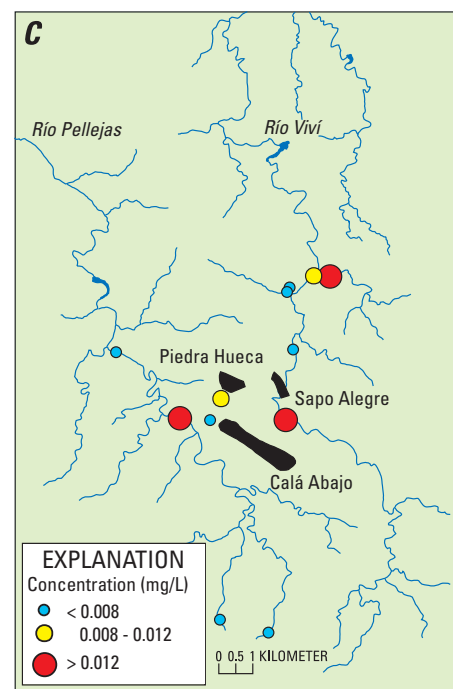 C
Río Pellejas
Río Viví
Piedra Hueca
Sapo Alegre
Calá Abajo
EXPLANATION
Concentration (mg/L)
< 0.008
0.008 - 0.012
> 0.012
0 0.5 1 KILOMETER